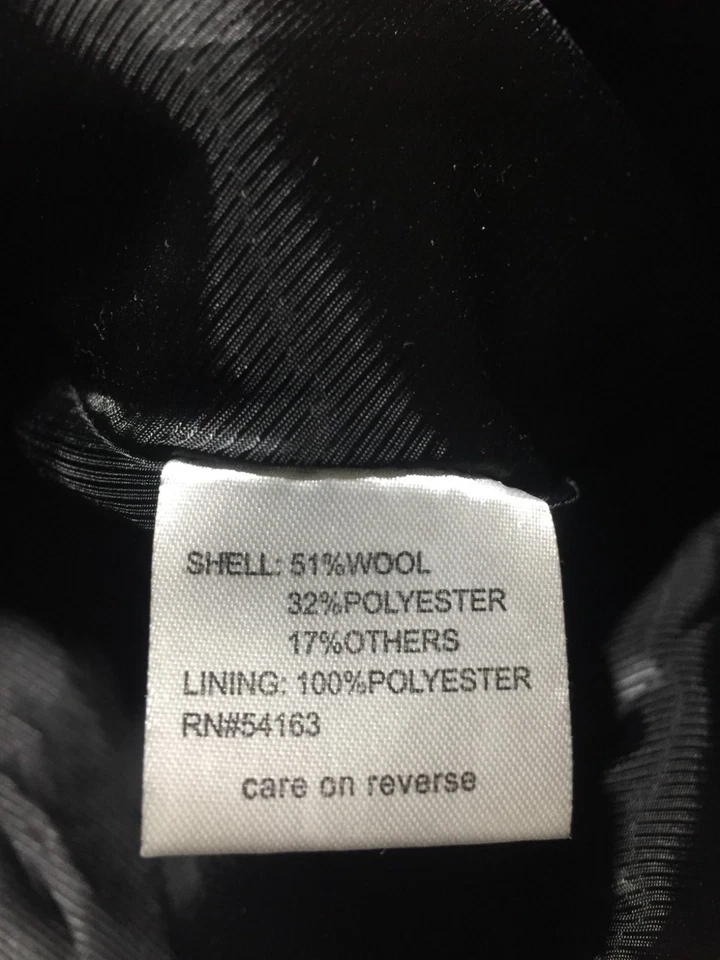 SHELL: 51%WOOL
32%POLYESTER
17%OTHERS
LINING: 100%POLYESTER
RN#54163
care on reverse